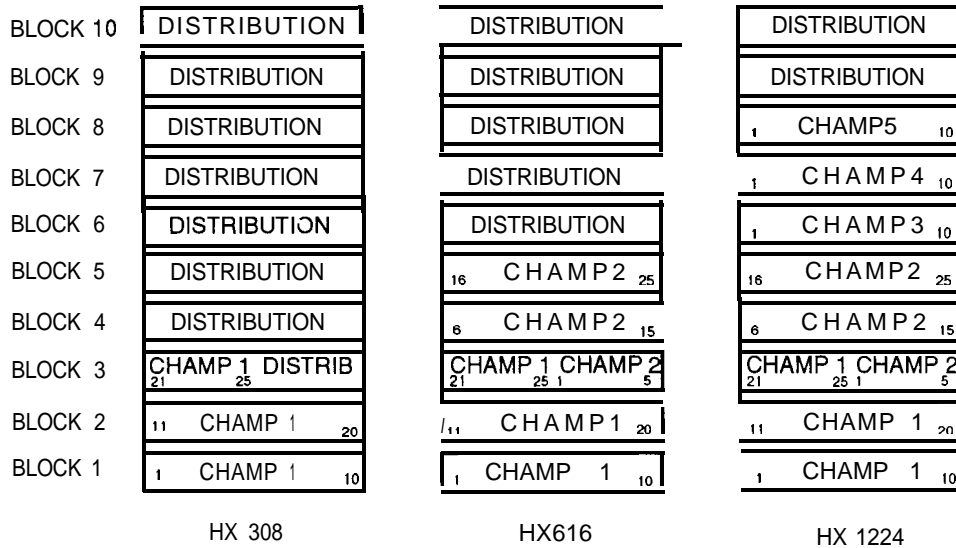 BLOCK 10 DISTRIBUTION DISTRIBUTION DISTRIBUTION
BLOCK 9 DISTRIBUTION DISTRIBUTION DISTRIBUTION
BLOCK 8 DISTRIBUTION DISTRIBUTION 1 CHAMP5 10
BLOCK 7 DISTRIBUTION DISTRIBUTION 1 CHAMP4 10
BLOCK 6 DISTRIBUTION DISTRIBUTION 1 CHAMP3 10
BLOCK 5 DISTRIBUTION 16 CHAMP2 25 16 CHAMP2 25
BLOCK 4 DISTRIBUTION 6 CHAMP2 15 6 CHAMP2 15
BLOCK 3 CHAMP 1 DISTRIB CHAMP 1 CHAMP 2 CHAMP 1 CHAMP 2
21 25 21 25 1 5 21 25 1 5
BLOCK 2 11 CHAMP 1 20 11 CHAMP1 20 11 CHAMP 1 20
BLOCK 1 1 CHAMP 1 10 1 CHAMP 1 10 1 CHAMP 1 10
HX 308 HX616 HX 1224